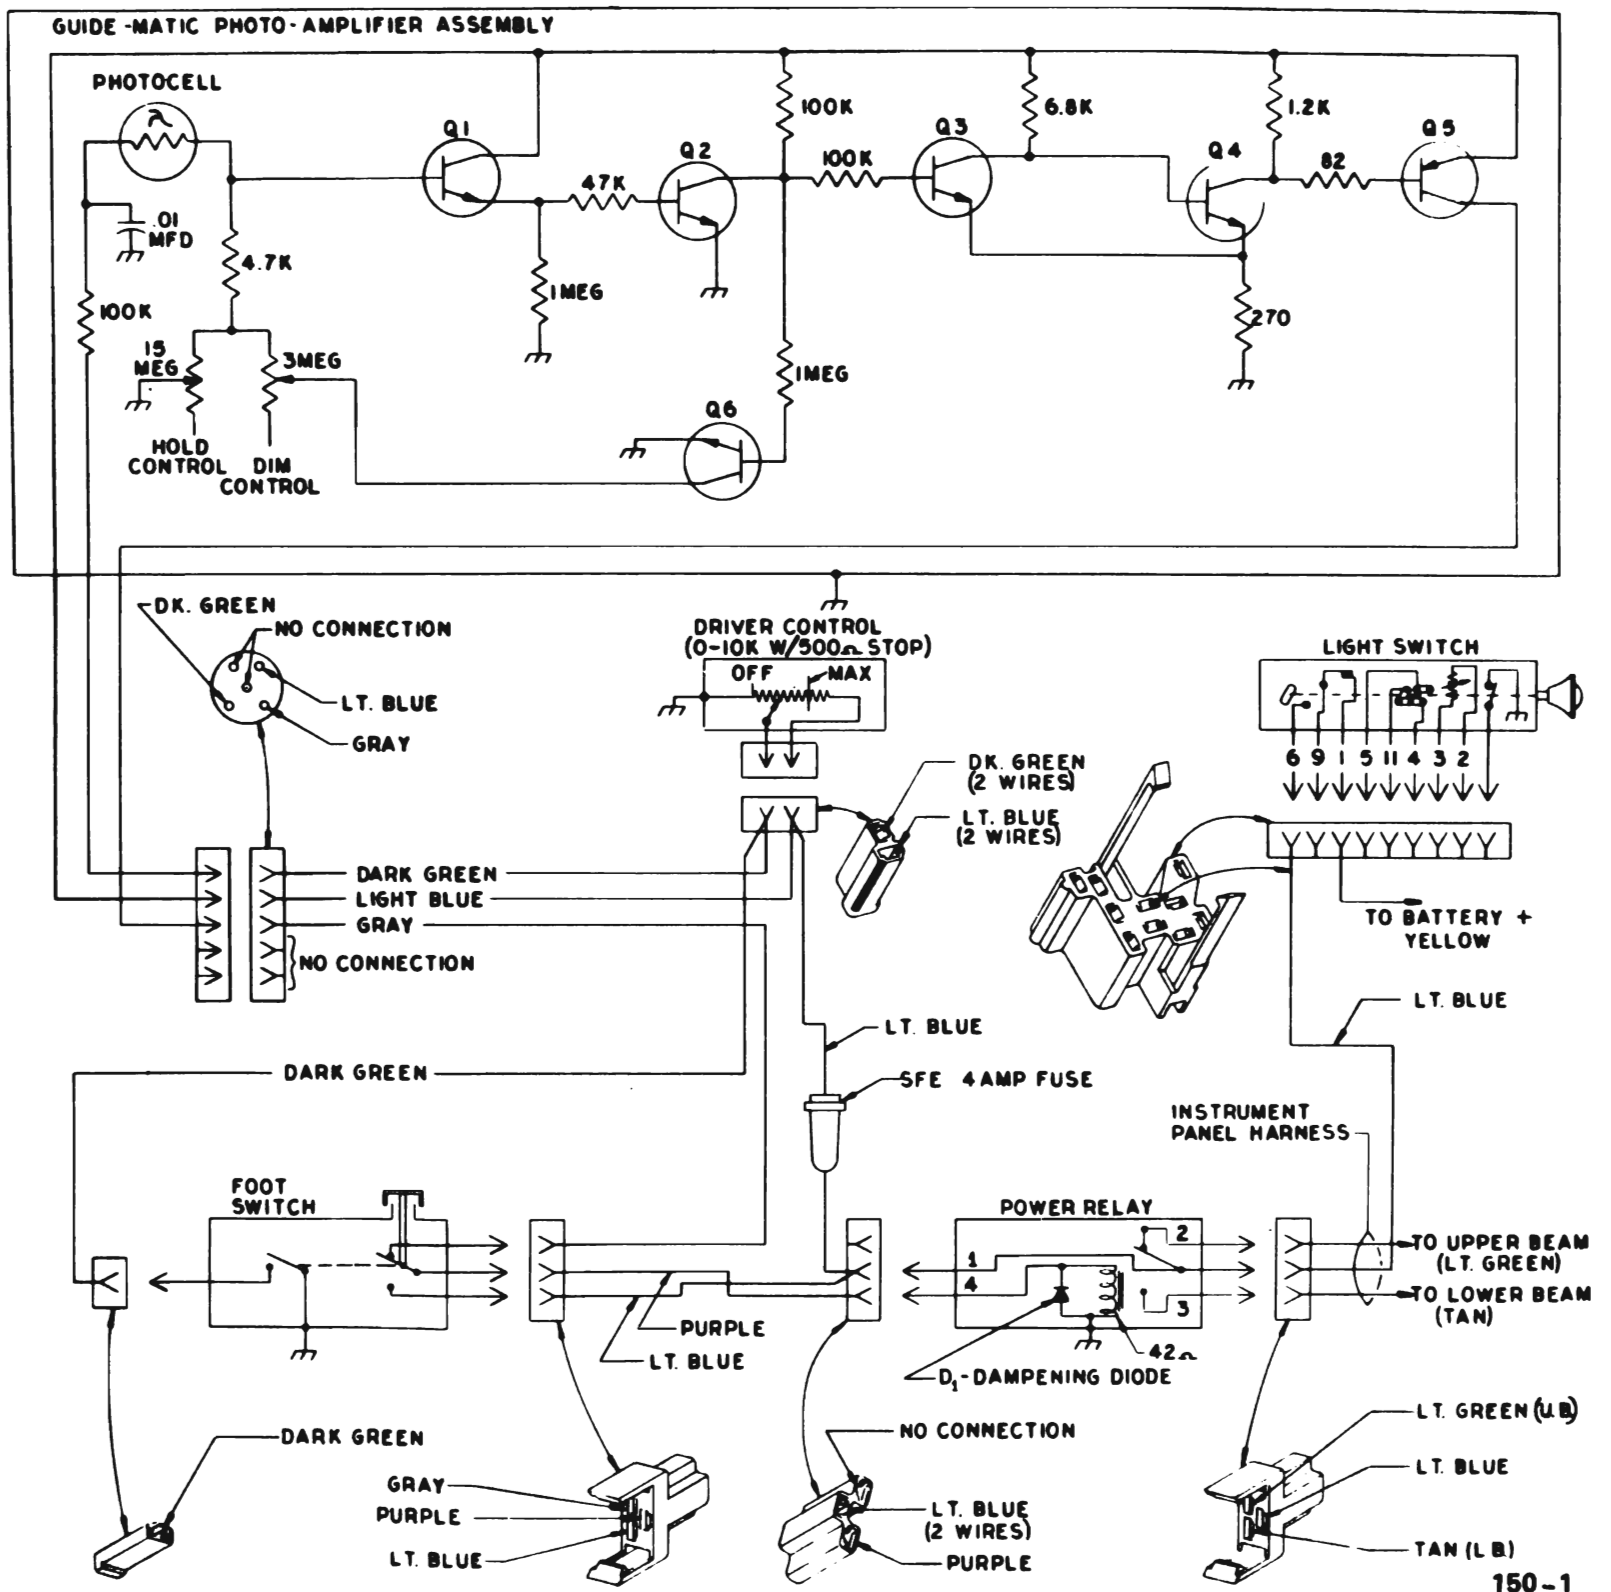 GUIDE-MATIC PHOTO-AMPLIFIER ASSEMBLY
PHOTOCELL
λ
Q1
Q2
Q3
Q4
Q5
100K
6.8K
1.2K
100K
47K
82
.01
MFD
4.7K
1MEG
100K
270
15
MEG
3MEG
1MEG
Q6
HOLD
CONTROL
DIM
CONTROL
DK. GREEN
NO CONNECTION
LT. BLUE
GRAY
DRIVER CONTROL
(0-10K W/500Ω STOP)
OFF
MAX
LIGHT SWITCH
6 9 1 5 11 4 3 2
DK. GREEN
(2 WIRES)
LT. BLUE
(2 WIRES)
DARK GREEN
LIGHT BLUE
GRAY
NO CONNECTION
TO BATTERY +
YELLOW
LT. BLUE
LT. BLUE
DARK GREEN
SFE 4 AMP FUSE
INSTRUMENT
PANEL HARNESS
FOOT
SWITCH
POWER RELAY
1
2
3
4
TO UPPER BEAM
(LT. GREEN)
TO LOWER BEAM
(TAN)
PURPLE
LT. BLUE
42Ω
D1-DAMPENING DIODE
DARK GREEN
GRAY
PURPLE
LT. BLUE
NO CONNECTION
LT. BLUE
(2 WIRES)
PURPLE
LT. GREEN (U.B.)
LT. BLUE
TAN (L.B.)
150-1